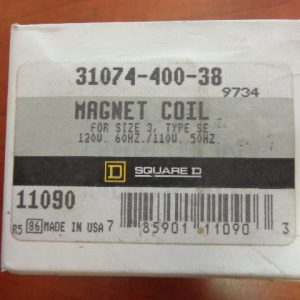 31074-400-38
9734
MAGNET COIL
FOR SIZE 3, TYPE SE
120V. 60HZ./110V. 50HZ.
D SQUARE D
11090
R5 86 MADE IN USA 7 85901 11090 3